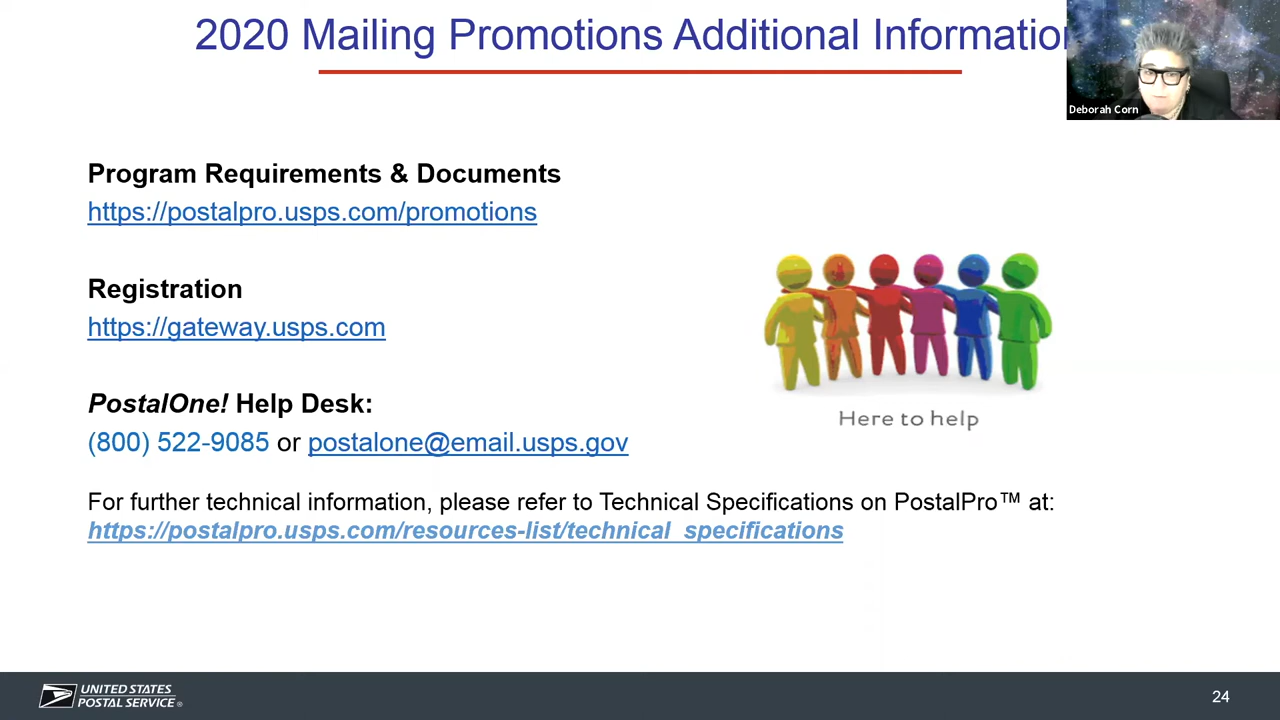 2020 Mailing Promotions Additional Information
Deborah Corn
Program Requirements & Documents
https://postalpro.usps.com/promotions
Registration
https://gateway.usps.com
PostalOne! Help Desk:
(800) 522-9085 or postalone@email.usps.gov
Here to help
For further technical information, please refer to Technical Specifications on PostalPro™ at:
https://postalpro.usps.com/resources-list/technical_specifications
UNITED STATES
POSTAL SERVICE®
24